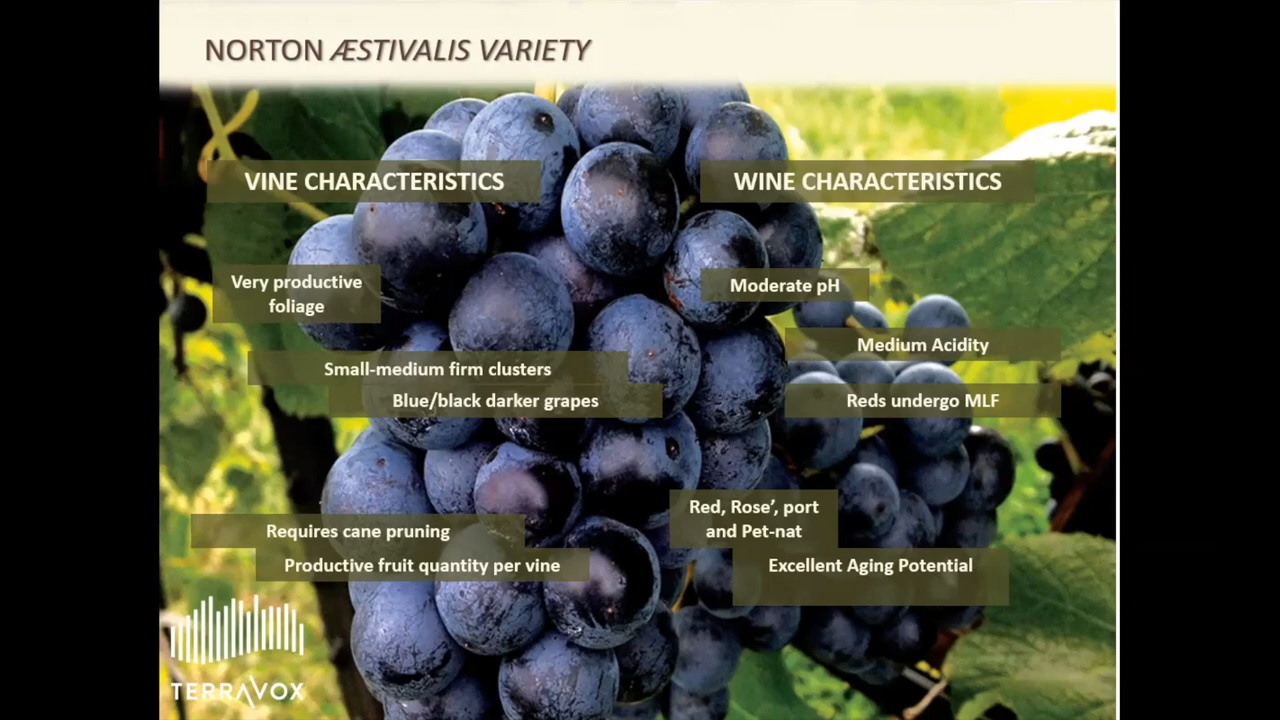 NORTON ÆSTIVALIS VARIETY
VINE CHARACTERISTICS
Very productive
foliage
Small-medium firm clusters
Blue/black darker grapes
Requires cane pruning
Productive fruit quantity per vine
WINE CHARACTERISTICS
Moderate pH
Medium Acidity
Reds undergo MLF
Red, Rose’, port
and Pet-nat
Excellent Aging Potential
TERRAVOX